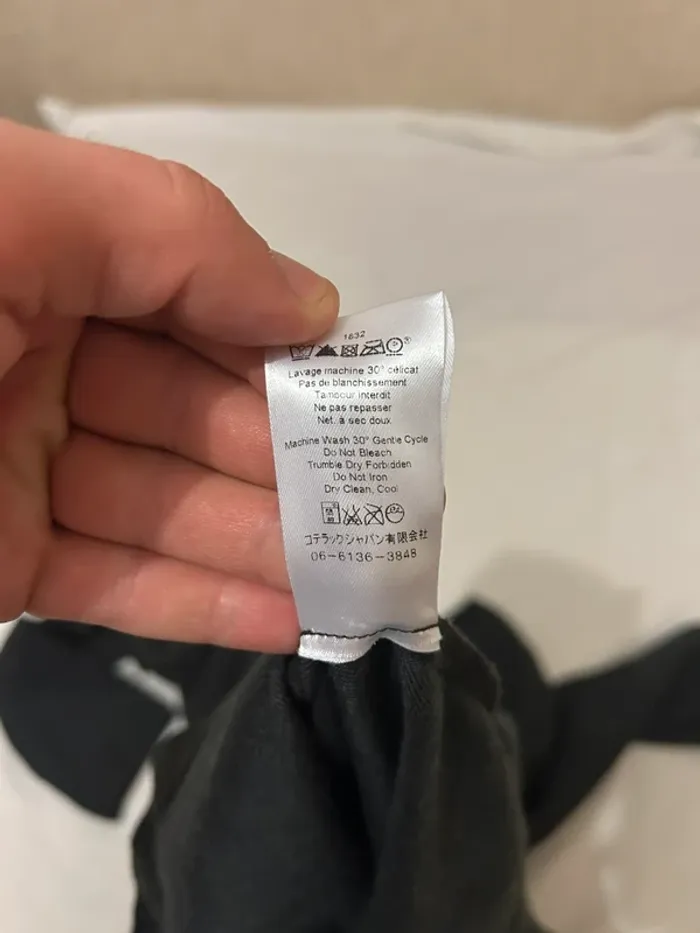 1632
Lavage machine 30° délicat
Pas de blanchissement
Tambour interdit
Ne pas repasser
Net. à sec doux
Machine Wash 30° Gentle Cycle
Do Not Bleach
Trumble Dry Forbidden
Do Not Iron
Dry Clean, Cool
コテラックジャパン有限会社
06-6136-3848